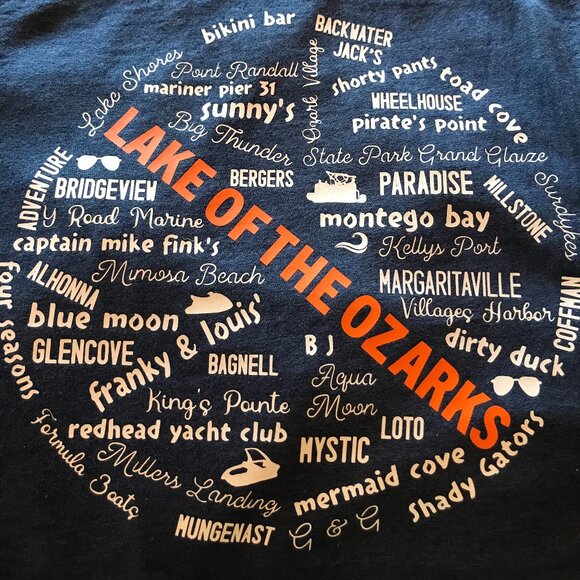 bikini bar
BACKWATER
JACK'S
Lake Shores
Point Randall
mariner pier 31
sunny's
Big Thunder
Ozark Village
shorty pants
toad cove
WHEELHOUSE
pirate's point
State Park Grand Glaize
LAKE OF THE OZARKS
ADVENTURE
BRIDGEVIEW
BERGERS
PARADISE
MILLSTONE
Surdykes
Y Road Marine
montego bay
captain mike fink's
Kellys Port
Mimosa Beach
ALHONNA
MARGARITAVILLE
COFFMAN
Villages Harbor
four seasons
blue moon
franky & louis'
dirty duck
GLENCOVE
BAGNELL
B J
Aqua
Moon
King's Pointe
redhead yacht club
LOTO
MYSTIC
Formula Boats
Millers Landing
mermaid cove
Shady Gators
MUNGENAST
G & G